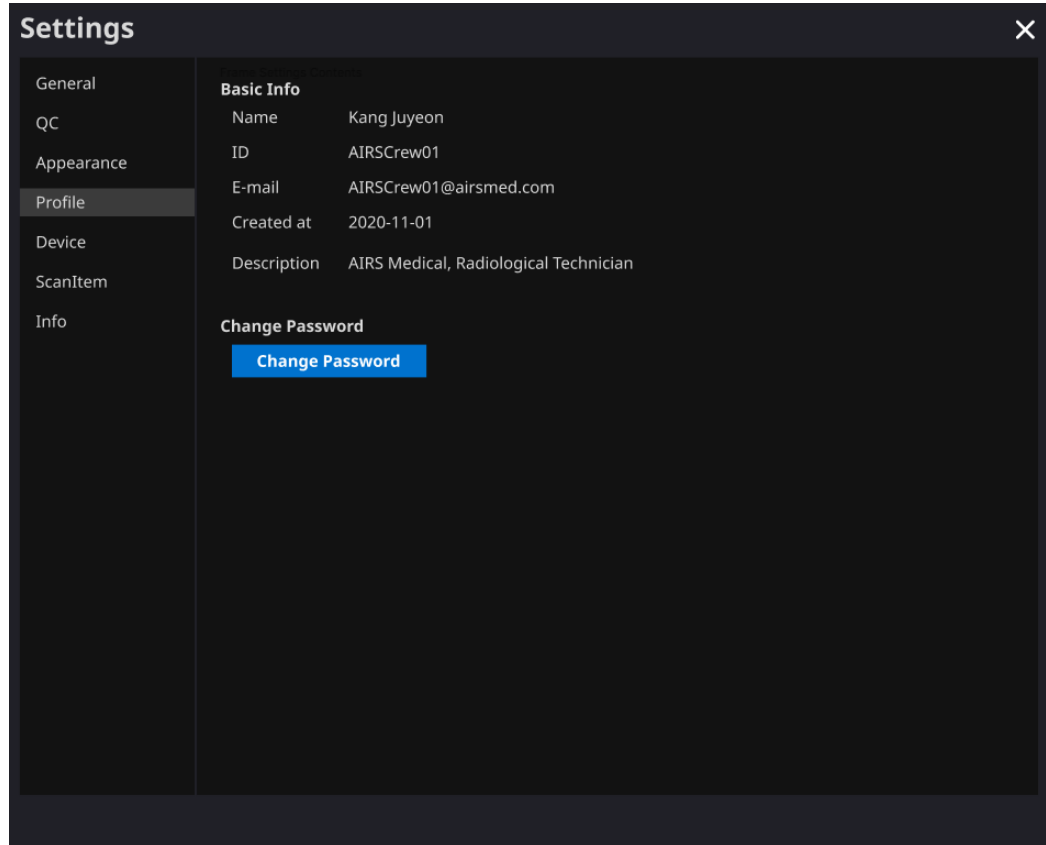 Settings
General
QC
Appearance
Profile
Device
ScanItem
Info
Basic Info
Name Kang Juyeon
ID AIRSCrew01
E-mail AIRSCrew01@airsmed.com
Created at 2020-11-01
Description AIRS Medical, Radiological Technician
Change Password
Change Password